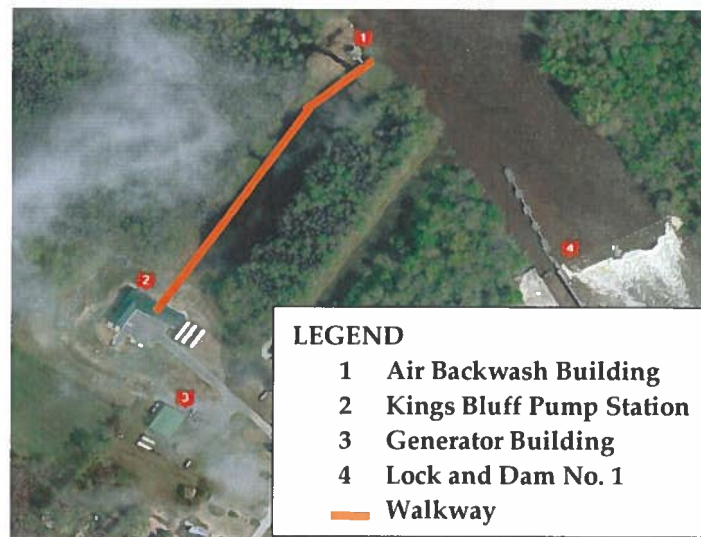 1
2
3
4
LEGEND
1 Air Backwash Building
2 Kings Bluff Pump Station
3 Generator Building
4 Lock and Dam No. 1
Walkway